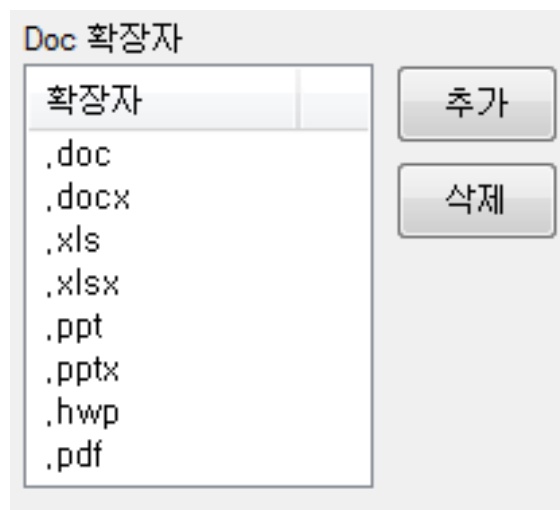 Doc 확장자
확장자
.doc
.docx
.xls
.xlsx
.ppt
.pptx
.hwp
.pdf
추가
삭제